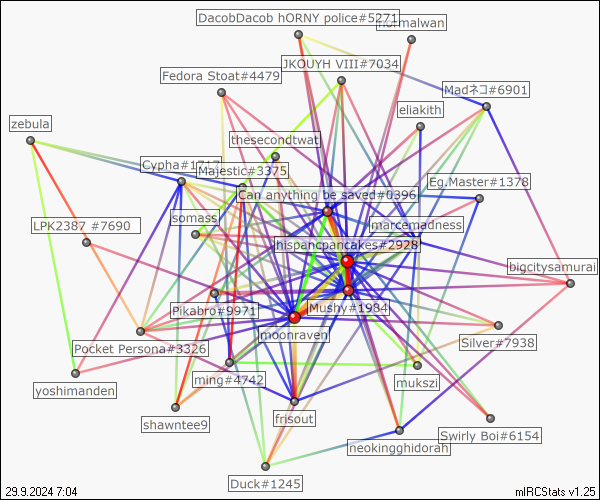 DacobDacob hORNY police#5271
normalwan
JKOUYH VIII#7034
Fedora Stoat#4479
Madネコ#6901
eliakith
zebula
thesecondtwat
Cypha#1717
Majestic#3375
Eg.Master#1378
Can anything be saved#0396
somass
LPK2387 #7690
marcemadness
hispancpancakes#2928
bigcitysamurai
Pikabro#9971
Mushy#1984
moonraven
Pocket Persona#3326
Silver#7938
ming#4742
mukszi
yoshimanden
shawntee9
frisout
Swirly Boi#6154
neokingghidorah
Duck#1245
29.9.2024 7:04
mIRCStats v1.25